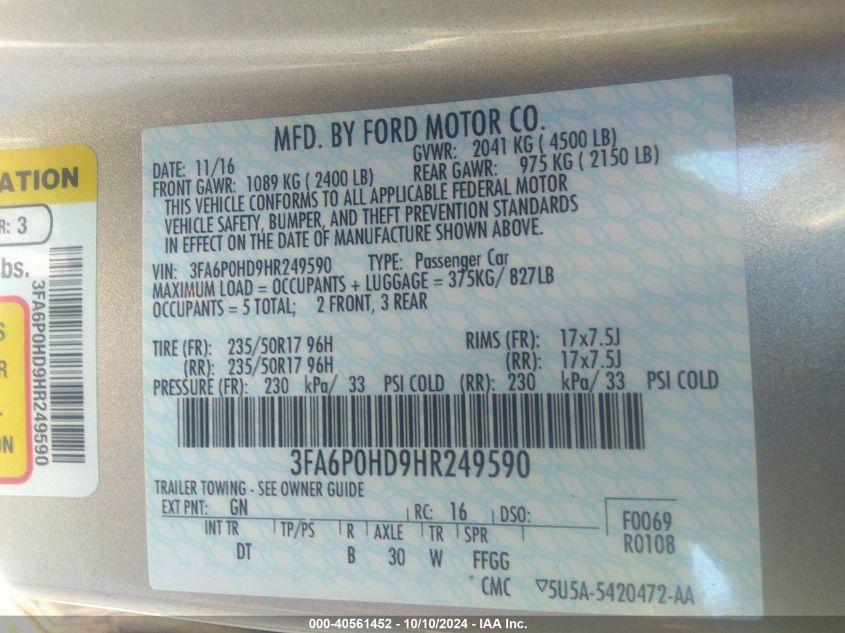 MFD. BY FORD MOTOR CO.
DATE: 11/16 GVWR: 2041 KG ( 4500 LB)
FRONT GAWR: 1089 KG ( 2400 LB) REAR GAWR: 975 KG ( 2150 LB)
THIS VEHICLE CONFORMS TO ALL APPLICABLE FEDERAL MOTOR
VEHICLE SAFETY, BUMPER, AND THEFT PREVENTION STANDARDS
IN EFFECT ON THE DATE OF MANUFACTURE SHOWN ABOVE.
VIN: 3FA6P0HD9HR249590 TYPE: Passenger Car
MAXIMUM LOAD = OCCUPANTS + LUGGAGE = 375KG/ 827LB
OCCUPANTS = 5 TOTAL; 2 FRONT, 3 REAR
TIRE (FR): 235/50R17 96H RIMS (FR): 17x7.5J
(RR): 235/50R17 96H (RR): 17x7.5J
PRESSURE (FR): 230 kPa/ 33 PSI COLD (RR): 230 kPa/ 33 PSI COLD
3FA6P0HD9HR249590
TRAILER TOWING - SEE OWNER GUIDE
EXT PNT: GN RC: 16 DSO:
INT TR TP/PS R AXLE TR SPR
DT B 30 W FFGG
F0069
R0108
CMC ▽5U5A-5420472-AA
ATION
R: 3
bs.
3FA6P0HD9HR249590
S
R
L
ON
000-40561452 - 10/10/2024 - IAA Inc.